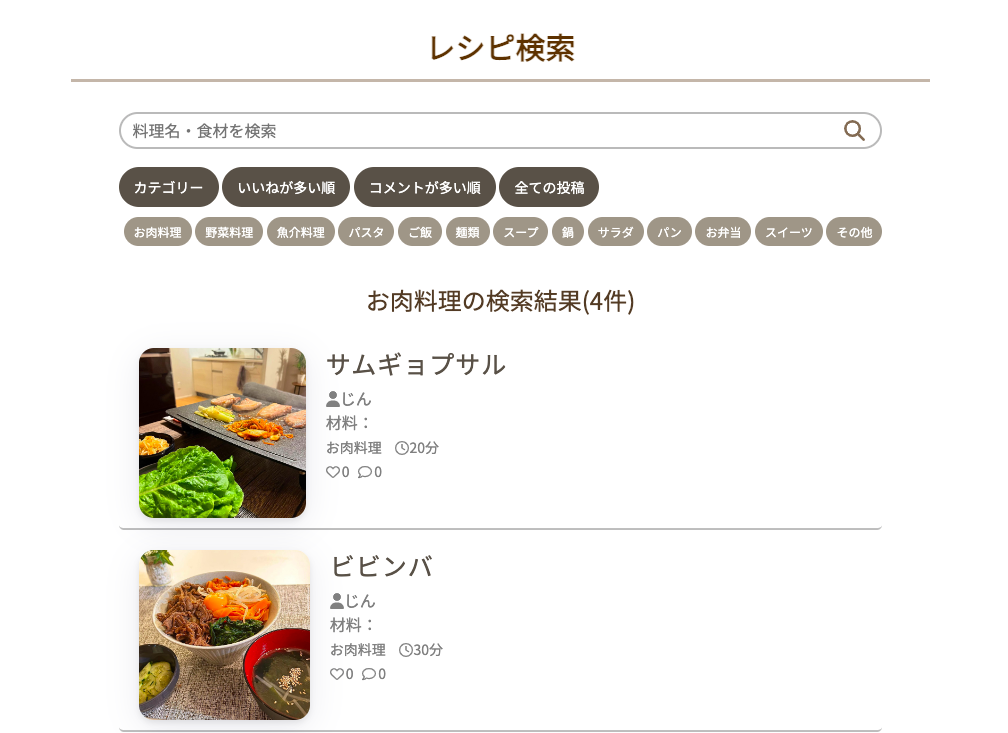 レシピ検索
料理名・食材を検索
カテゴリー いいねが多い順 コメントが多い順 全ての投稿
お肉料理 野菜料理 魚介料理 パスタ ご飯 麺類 スープ 鍋 サラダ パン お弁当 スイーツ その他
お肉料理の検索結果(4件)
サムギョプサル
じん
材料：
お肉料理 20分
0 0
ビビンバ
じん
材料：
お肉料理 30分
0 0